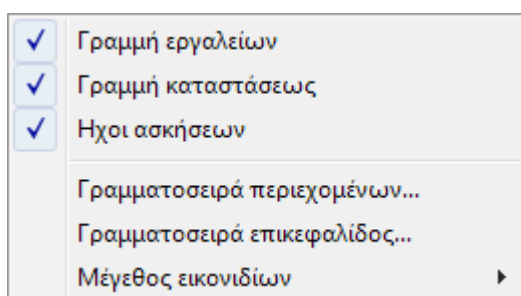 Γραμμή εργαλείων
Γραμμή καταστάσεως
Ηχοι ασκήσεων
Γραμματοσειρά περιεχομένων...
Γραμματοσειρά επικεφαλίδος...
Μέγεθος εικονιδίων